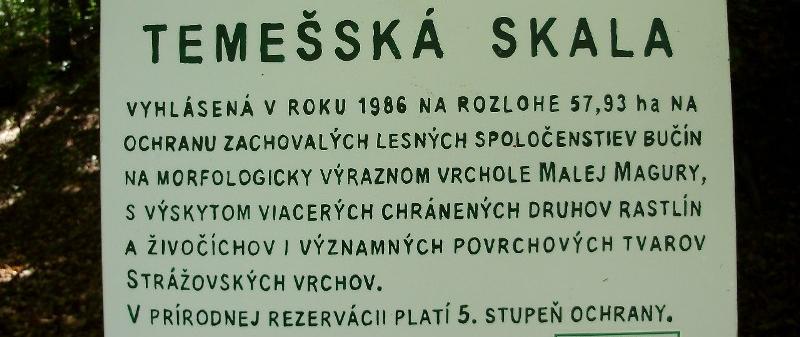 TEMEŠSKÁ SKALA
VYHLÁSENÁ V ROKU 1986 NA ROZLOHE 57,93 ha NA
OCHRANU ZACHOVALÝCH LESNÝCH SPOLOČENSTIEV BUČÍN
NA MORFOLOGICKY VÝRAZNOM VRCHOLE MALEJ MAGURY,
S VÝSKYTOM VIACERÝCH CHRÁNENÝCH DRUHOV RASTLÍN
A ŽIVOČÍCHOV I VÝZNAMNÝCH POVRCHOVÝCH TVAROV
STRÁŽOVSKÝCH VRCHOV.
V PRÍRODNEJ REZERVÁCII PLATÍ 5. STUPEŇ OCHRANY.